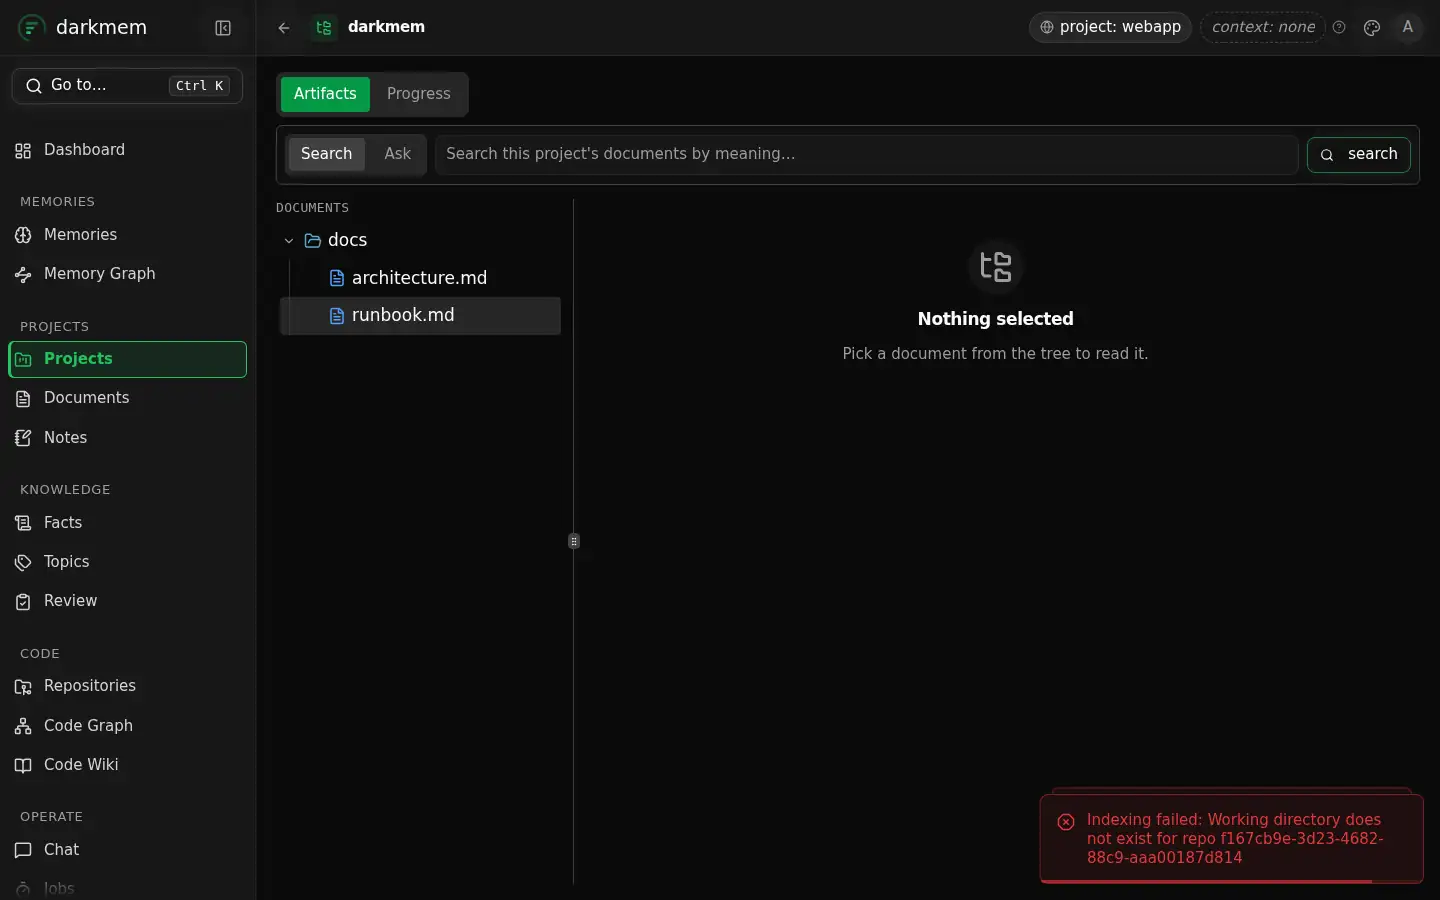 darkmem
Go to...
Ctrl K
Dashboard
MEMORIES
Memories
Memory Graph
PROJECTS
Projects
Documents
Notes
KNOWLEDGE
Facts
Topics
Review
CODE
Repositories
Code Graph
Code Wiki
OPERATE
Chat
Jobs
darkmem
project: webapp
context: none
A
Artifacts
Progress
Search
Ask
Search this project's documents by meaning...
search
DOCUMENTS
docs
architecture.md
runbook.md
Nothing selected
Pick a document from the tree to read it.
Indexing failed: Working directory does
not exist for repo f167cb9e-3d23-4682-
88c9-aaa00187d814